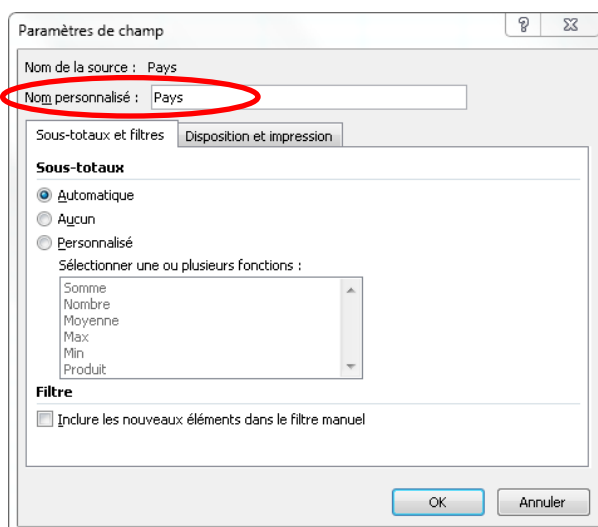 Paramètres de champ
Nom de la source : Pays
Nom personnalisé : Pays
Sous-totaux et filtres Disposition et impression
Sous-totaux
Automatique
Aucun
Personnalisé
Sélectionner une ou plusieurs fonctions :
Somme
Nombre
Moyenne
Max
Min
Produit
Filtre
Inclure les nouveaux éléments dans le filtre manuel
OK Annuler